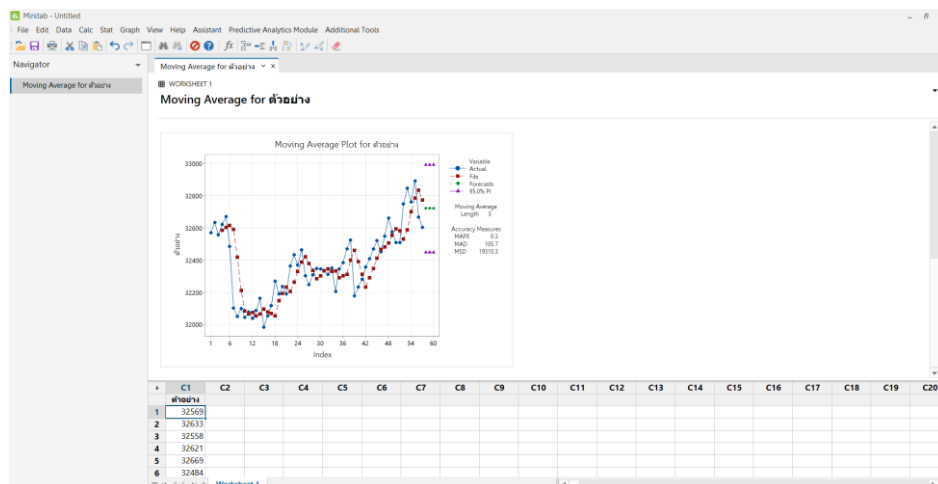 Minitab - Untitled
File Edit Data Calc Stat Graph View Help Assistant Predictive Analytics Module Additional Tools
Navigator
Moving Average for ตัวอย่าง
Moving Average for ตัวอย่าง
WORKSHEET 1
Moving Average for ตัวอย่าง
Moving Average Plot for ตัวอย่าง
33000
32800
32600
32400
32200
32000
ตัวอย่าง
1 6 12 18 24 30 36 42 48 54 60
Index
Variable
Actual
Fits
Forecasts
95.0% PI
Moving Average
Length 3
Accuracy Measures
MAPE 0.3
MAD 105.7
MSD 19310.3
+ C1 C2 C3 C4 C5 C6 C7 C8 C9 C10 C11 C12 C13 C14 C15 C16 C17 C18 C19 C20
ตัวอย่าง
1 32569
2 32633
3 32558
4 32621
5 32669
6 32484
Worksheet 1